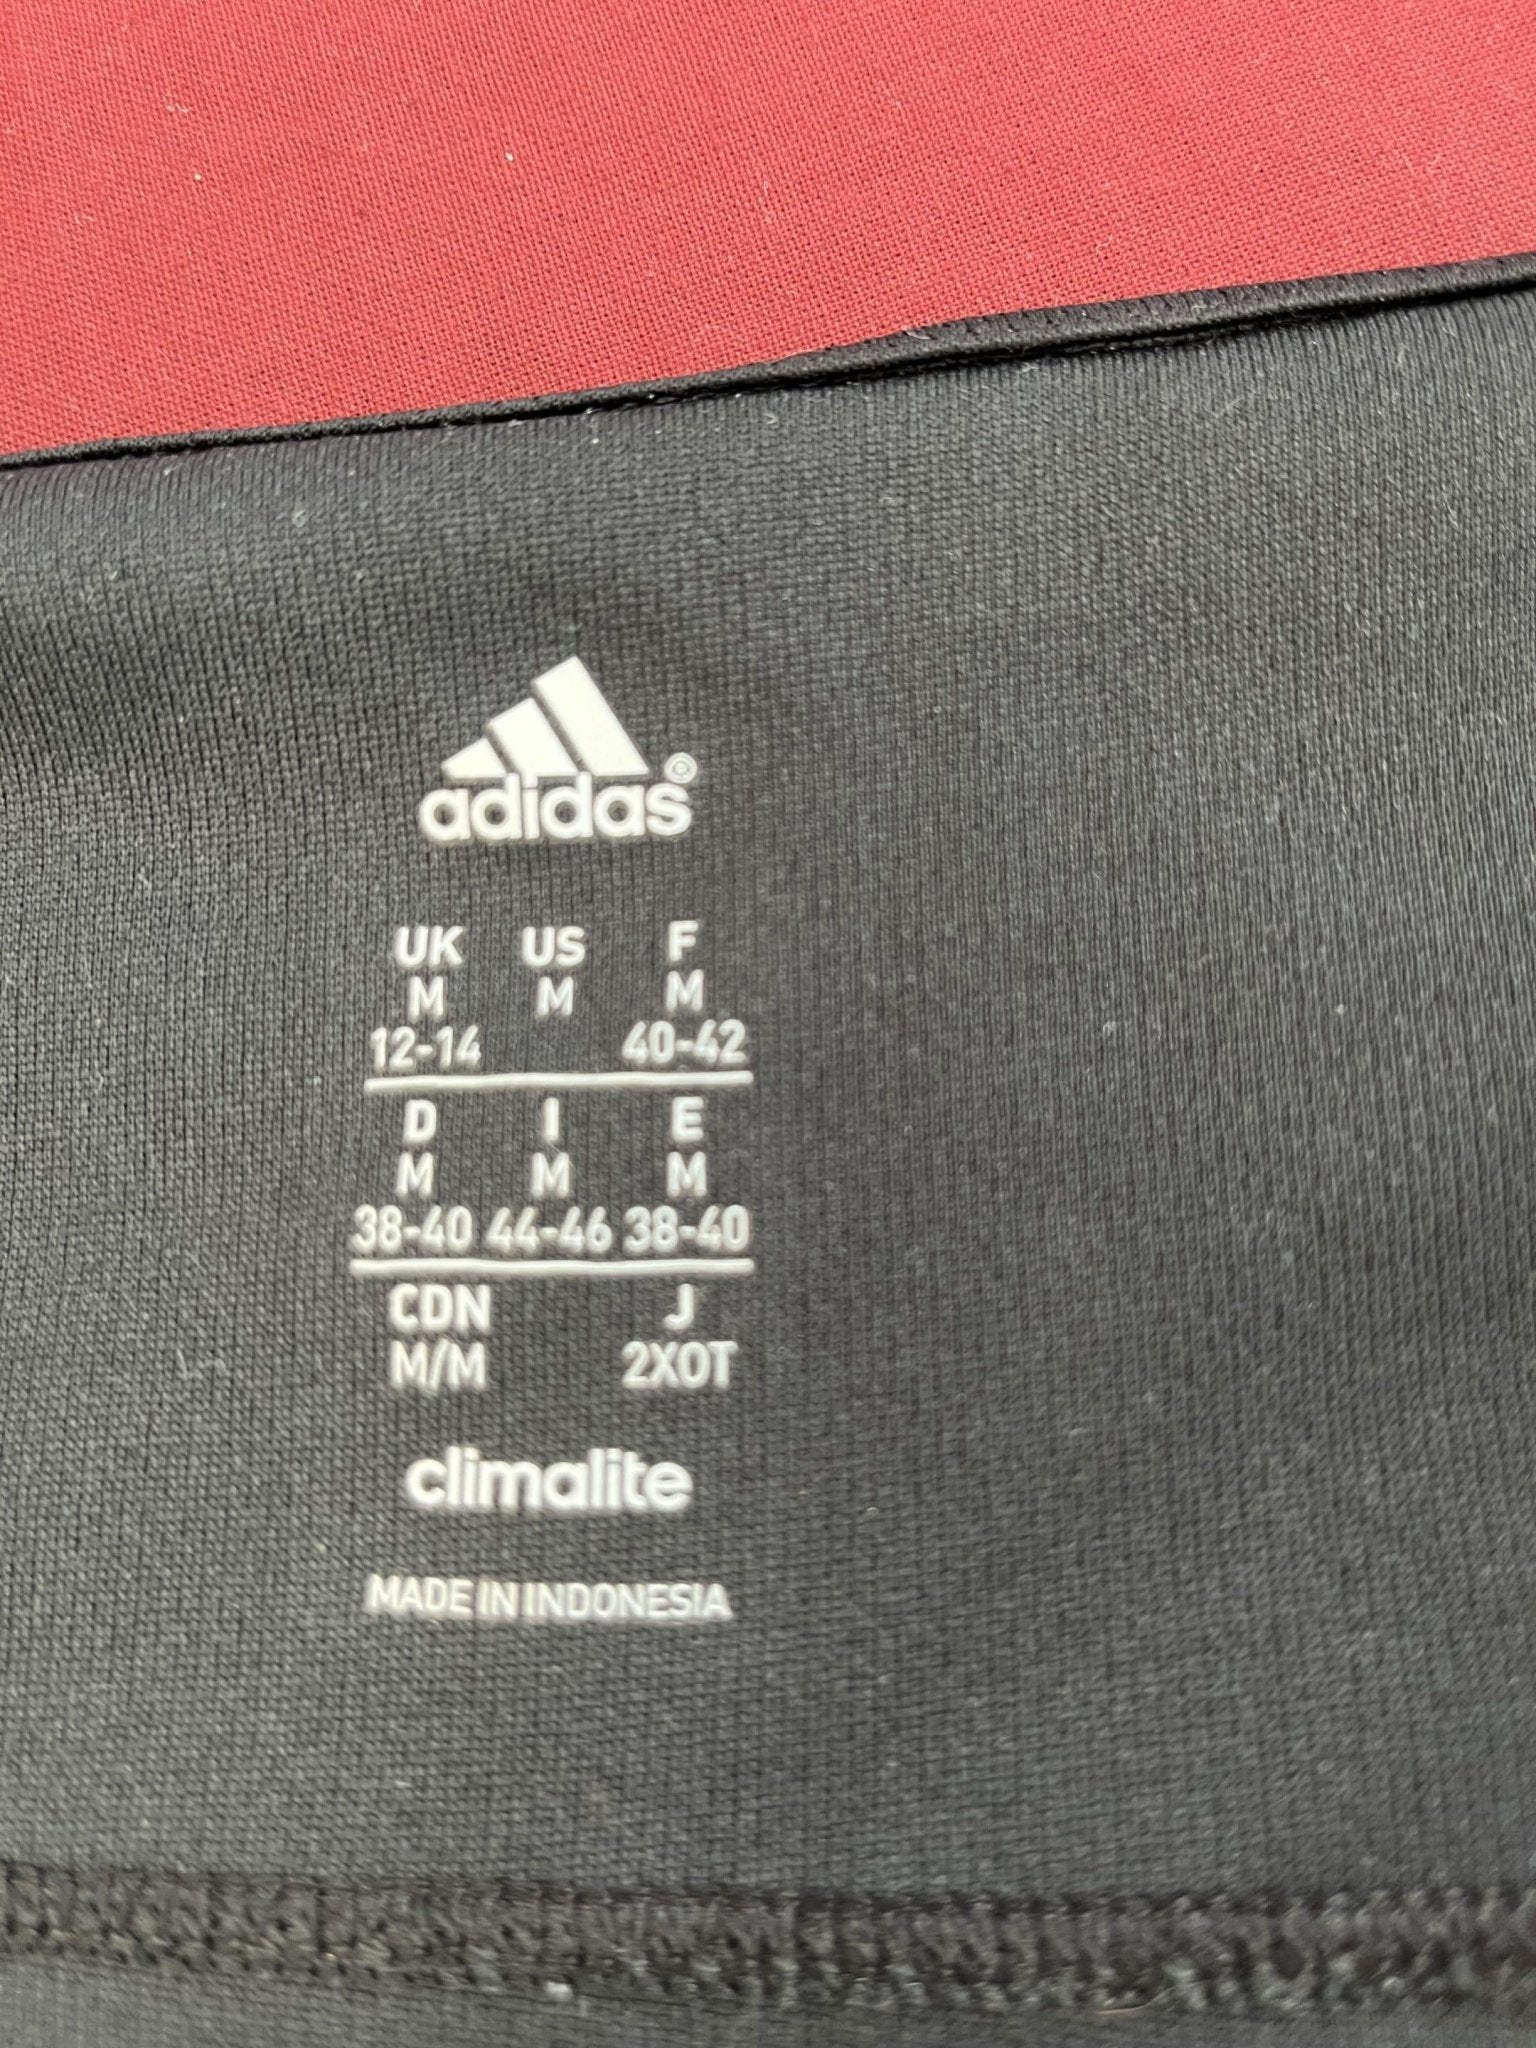 adidas®
UK US F
M M M
12-14 40-42
D I E
M M M
38-40 44-46 38-40
CDN J
M/M 2XOT
climalite
MADE IN INDONESIA